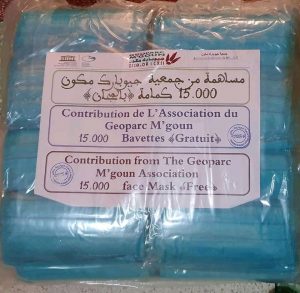 مساهمة من جمعية جيوبارك مكون
15.000 كمامة «بالمجان»
Contribution de L'Association du
Geoparc M'goun
15.000 Bavettes «Gratuit»
Contribution from The Geoparc
M'goun Association
15.000 face Mask «Free»